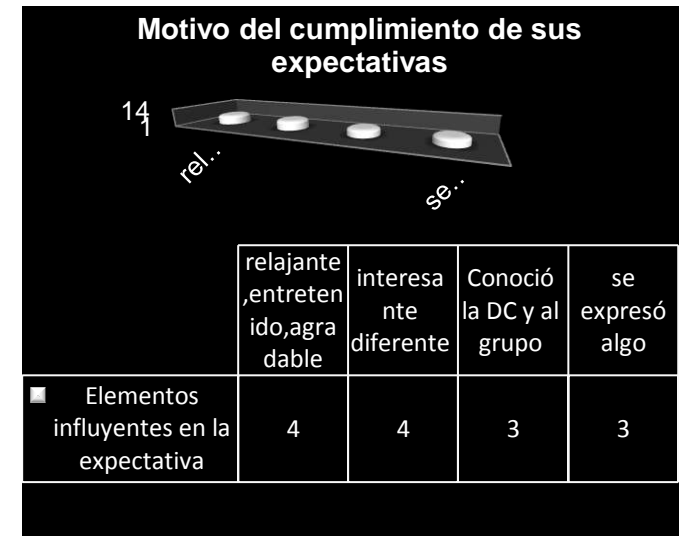 Motivo del cumplimiento de sus
expectativas
14
1
rel..
se..
relajante
,entreten
ido,agra
dable
interesa
nte
diferente
Conoció
la DC y al
grupo
se
expresó
algo
Elementos
influyentes en la
expectativa
4
4
3
3